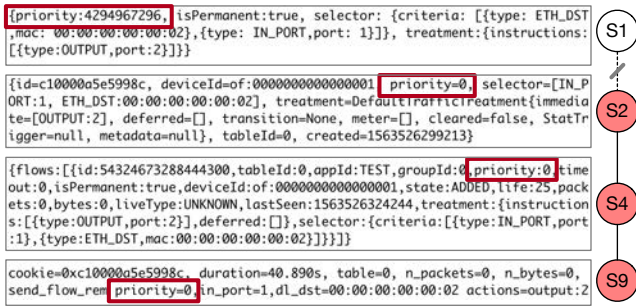 {priority:4294967296, isPermanent:true, selector: {criteria: [{type: ETH_DST
,mac: 00:00:00:00:00:02},{type: IN_PORT,port: 1}]}, treatment:{instructions:
[{type:OUTPUT,port:2}]}}
S1
{id=c10000a5e5998c, deviceId=of:0000000000000001 priority=0, selector=[IN_P
ORT:1, ETH_DST:00:00:00:00:00:02], treatment=DefaultTrafficTreatment{immedia
te=[OUTPUT:2], deferred=[], transition=None, meter=[], cleared=false, StatTr
igger=null, metadata=null}, tableId=0, created=1563526299213}
S2
{flows:[{id:54324673288444300,tableId:0,appId:TEST,groupId:0,priority:0,time
out:0,isPermanent:true,deviceId:of:0000000000000001,state:ADDED,life:25,pack
ets:0,bytes:0,liveType:UNKNOWN,lastSeen:1563526324244,treatment:{instruction
s:[{type:OUTPUT,port:2}],deferred:[]},selector:{criteria:[{type:IN_PORT,port
:1},{type:ETH_DST,mac:00:00:00:00:00:02}]}}]}
S4
cookie=0xc10000a5e5998c, duration=40.890s, table=0, n_packets=0, n_bytes=0,
send_flow_rem priority=0,in_port=1,dl_dst=00:00:00:00:00:02 actions=output:2
S9